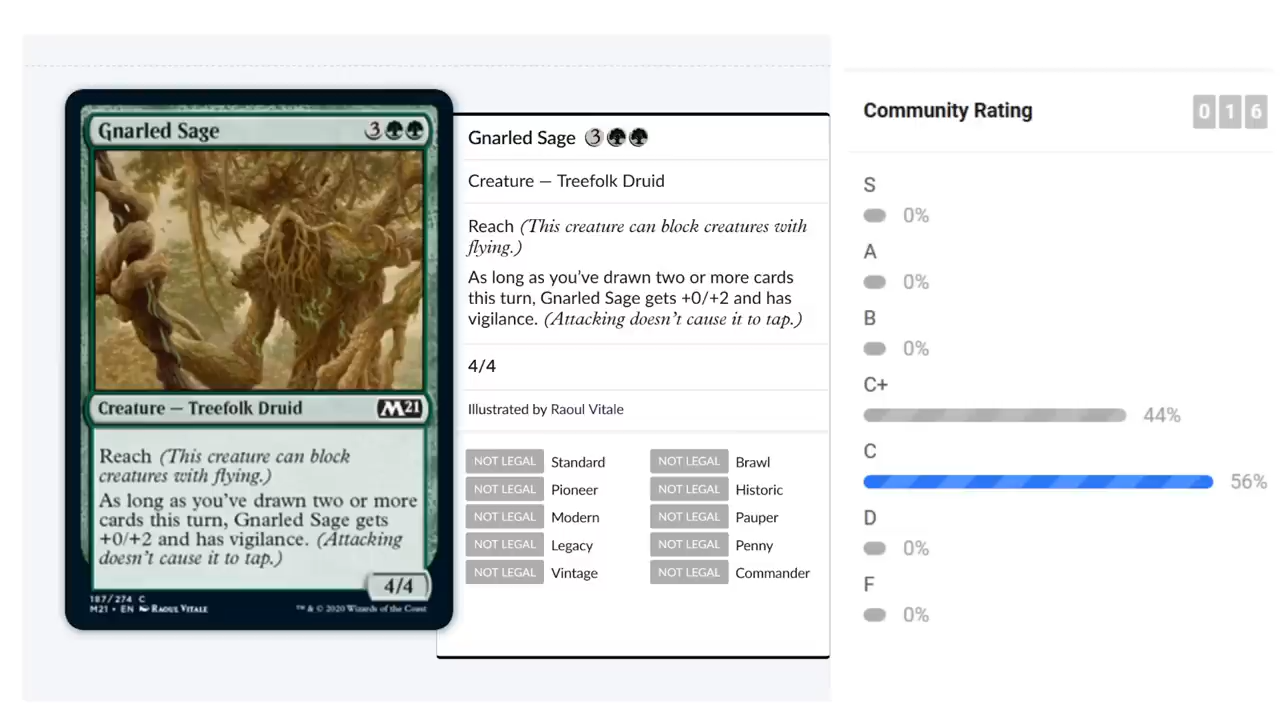 Gnarled Sage 3
Creature — Treefolk Druid
M21
Reach (This creature can block
creatures with flying.)
As long as you've drawn two or more
cards this turn, Gnarled Sage gets
+0/+2 and has vigilance. (Attacking
doesn't cause it to tap.)
4/4
187/274 C
M21 • EN RAOUL VITALE
™ & © 2020 Wizards of the Coast
Gnarled Sage 3
Creature — Treefolk Druid
Reach (This creature can block creatures with
flying.)
As long as you've drawn two or more cards
this turn, Gnarled Sage gets +0/+2 and has
vigilance. (Attacking doesn't cause it to tap.)
4/4
Illustrated by Raoul Vitale
NOT LEGAL Standard NOT LEGAL Brawl
NOT LEGAL Pioneer NOT LEGAL Historic
NOT LEGAL Modern NOT LEGAL Pauper
NOT LEGAL Legacy NOT LEGAL Penny
NOT LEGAL Vintage NOT LEGAL Commander
Community Rating 0 1 6
S
0%
A
0%
B
0%
C+
44%
C
56%
D
0%
F
0%